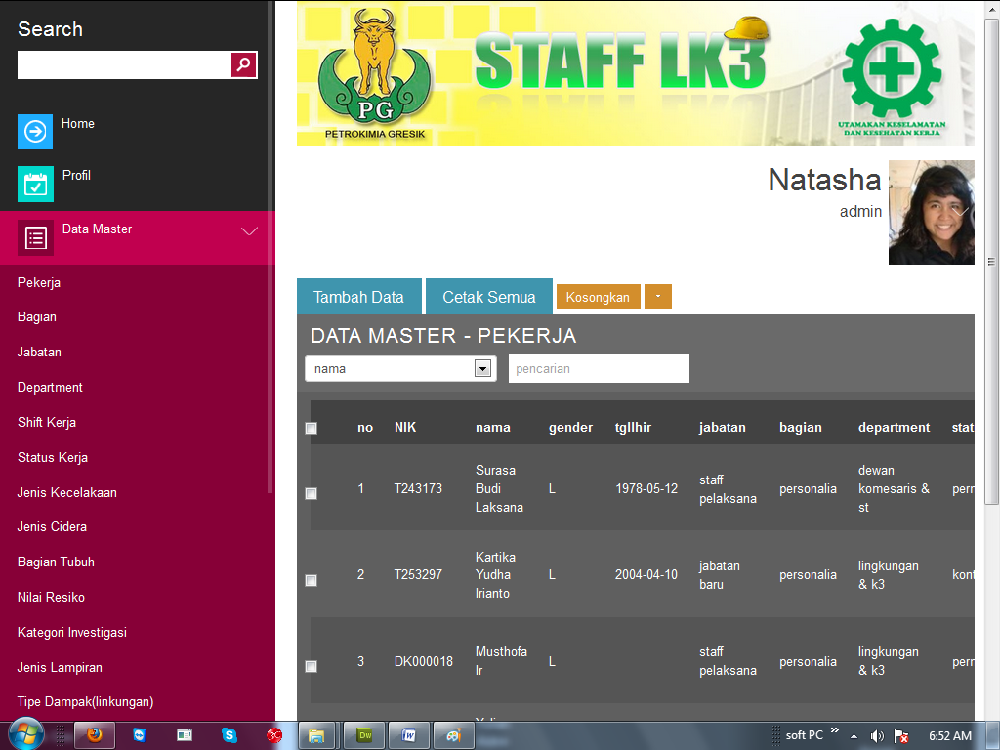 Search
Home
Profil
Data Master
Pekerja
Bagian
Jabatan
Department
Shift Kerja
Status Kerja
Jenis Kecelakaan
Jenis Cidera
Bagian Tubuh
Nilai Resiko
Kategori Investigasi
Jenis Lampiran
Tipe Dampak(linkungan)
PG
PETROKIMIA GRESIK
STAFF LK3
UTAMAKAN KESELAMATAN
DAN KESEHATAN KERJA
Natasha
admin
Tambah Data Cetak Semua Kosongkan
DATA MASTER - PEKERJA
nama pencarian
no NIK nama gender tgllhir jabatan bagian department stat
1 T243173 Surasa Budi Laksana L 1978-05-12 staff pelaksana personalia dewan komesaris & st perm
2 T253297 Kartika Yudha Irianto L 2004-04-10 jabatan baru personalia lingkungan & k3 kont
3 DK000018 Musthofa Ir L staff pelaksana personalia lingkungan & k3 perm
Dw W soft PC 6:52 AM